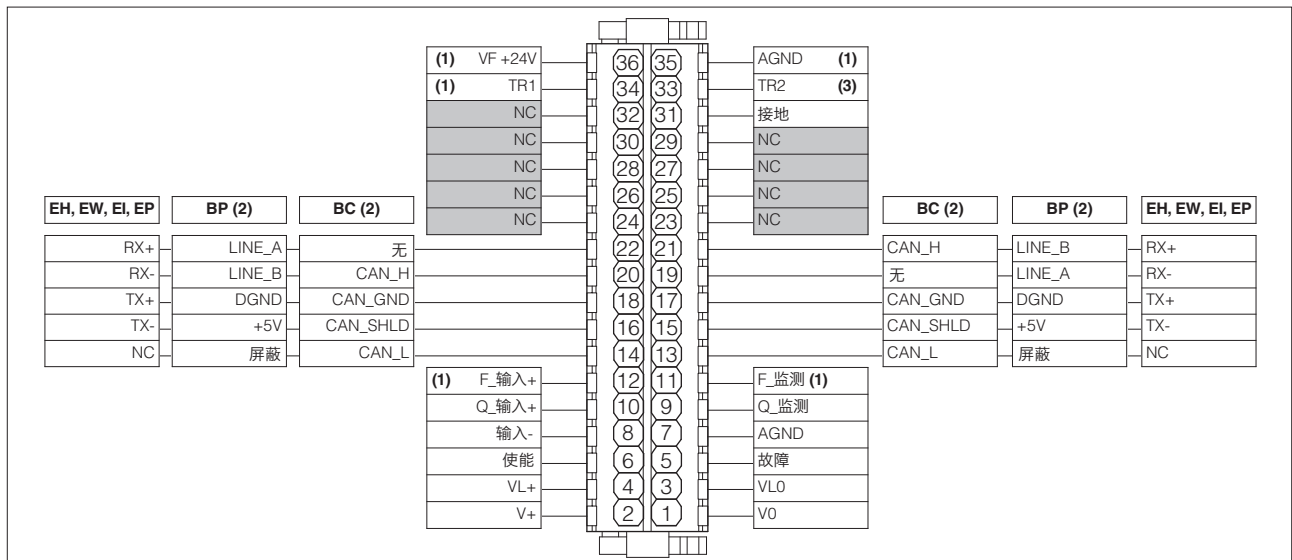 (1) VF +24V 36 35 AGND (1)
(1) TR1 34 33 TR2 (3)
NC 32 31 接地
NC 30 29 NC
NC 28 27 NC
NC 26 25 NC
EH, EW, EI, EP BP (2) BC (2) NC 24 23 NC BC (2) BP (2) EH, EW, EI, EP
RX+ LINE_A 无 22 21 CAN_H LINE_B RX+
RX- LINE_B CAN_H 20 19 无 LINE_A RX-
TX+ DGND CAN_GND 18 17 CAN_GND DGND TX+
TX- +5V CAN_SHLD 16 15 CAN_SHLD +5V TX-
NC 屏蔽 CAN_L 14 13 CAN_L 屏蔽 NC
(1) F_输入+ 12 11 F_监测 (1)
Q_输入+ 10 9 Q_监测
输入- 8 7 AGND
使能 6 5 故障
VL+ 4 3 VL0
V+ 2 1 V0